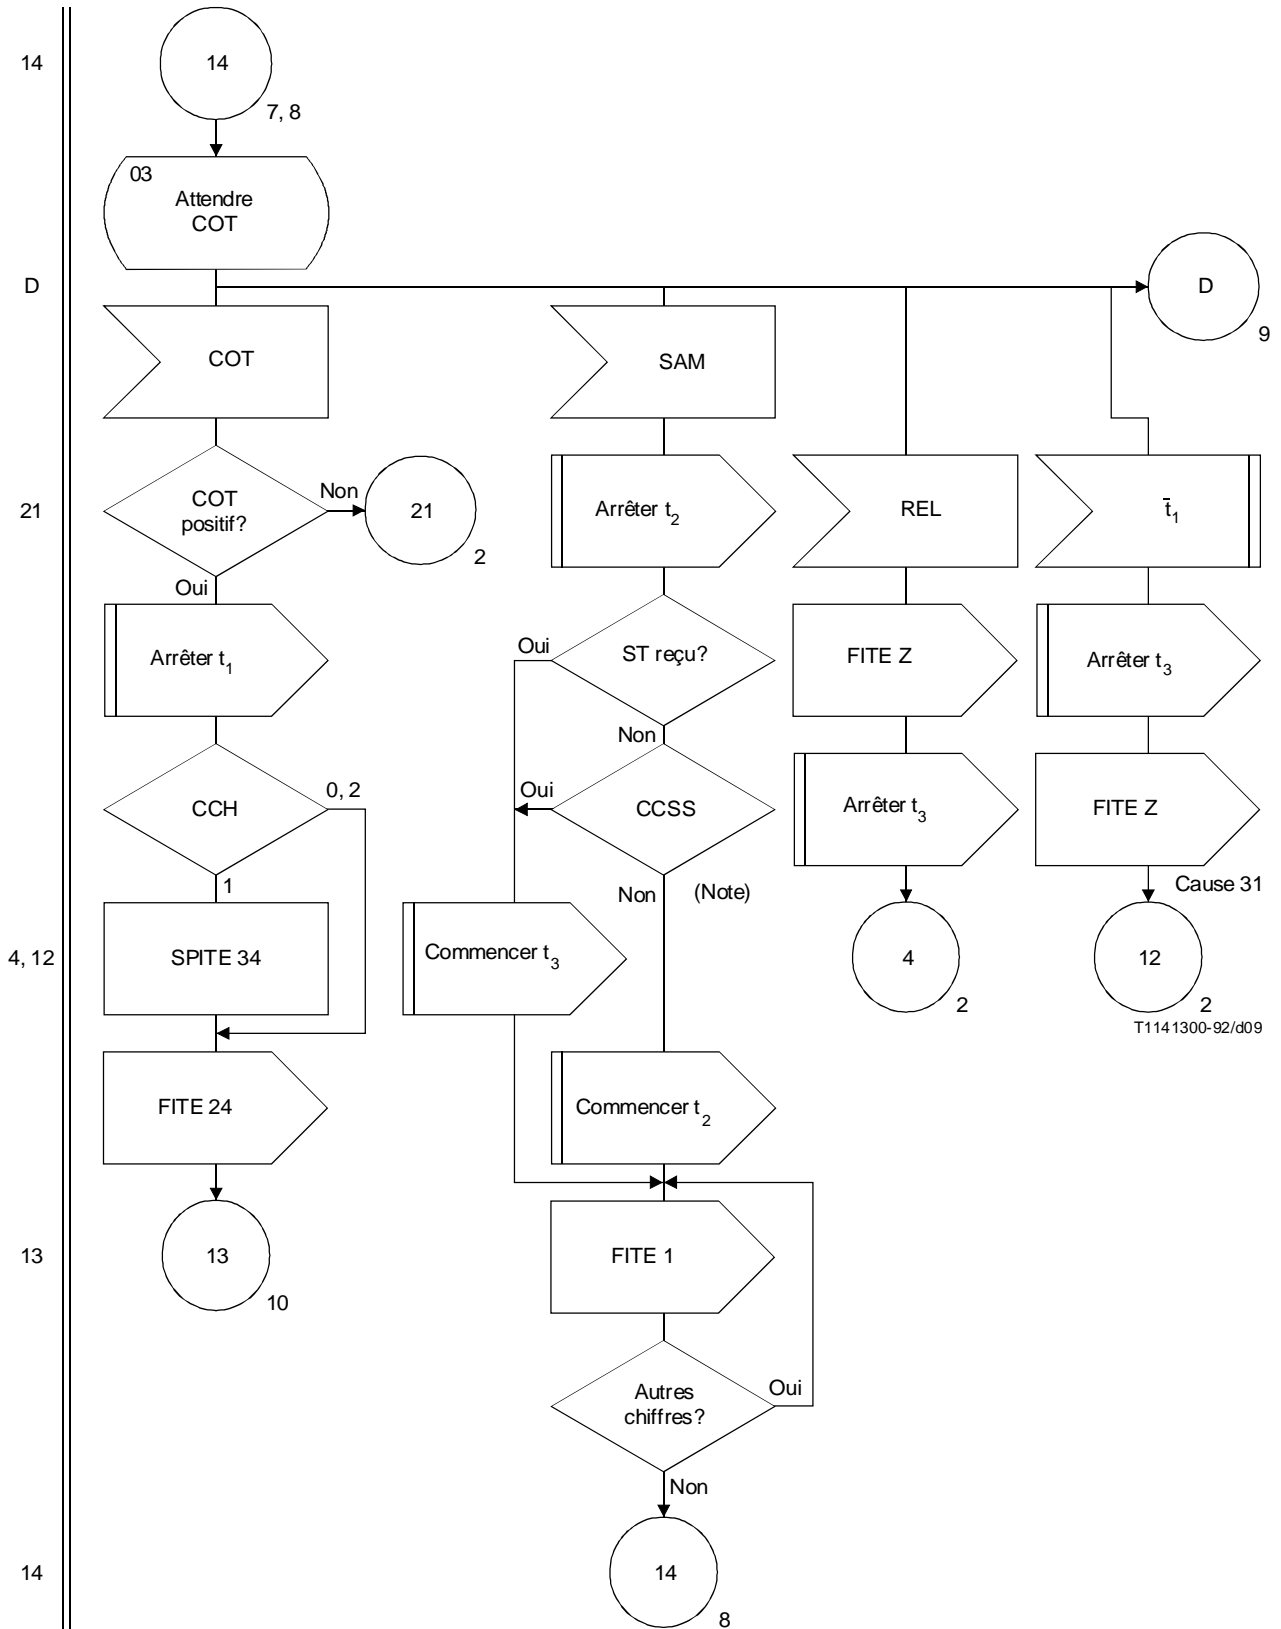 14
14
7, 8
03
Attendre
COT
D
D
9
COT
SAM
21
COT
positif?
Non
21
2
Arrêter t2
REL
t̄1
Oui
Arrêter t1
Oui
ST reçu?
FITE Z
Arrêter t3
Non
CCH
0, 2
Oui
CCSS
Arrêter t3
FITE Z
1
Non
(Note)
Cause 31
4, 12
SPITE 34
Commencer t3
4
2
12
2
T1141300-92/d09
FITE 24
Commencer t2
13
13
10
FITE 1
Autres
chiffres?
Oui
Non
14
14
8